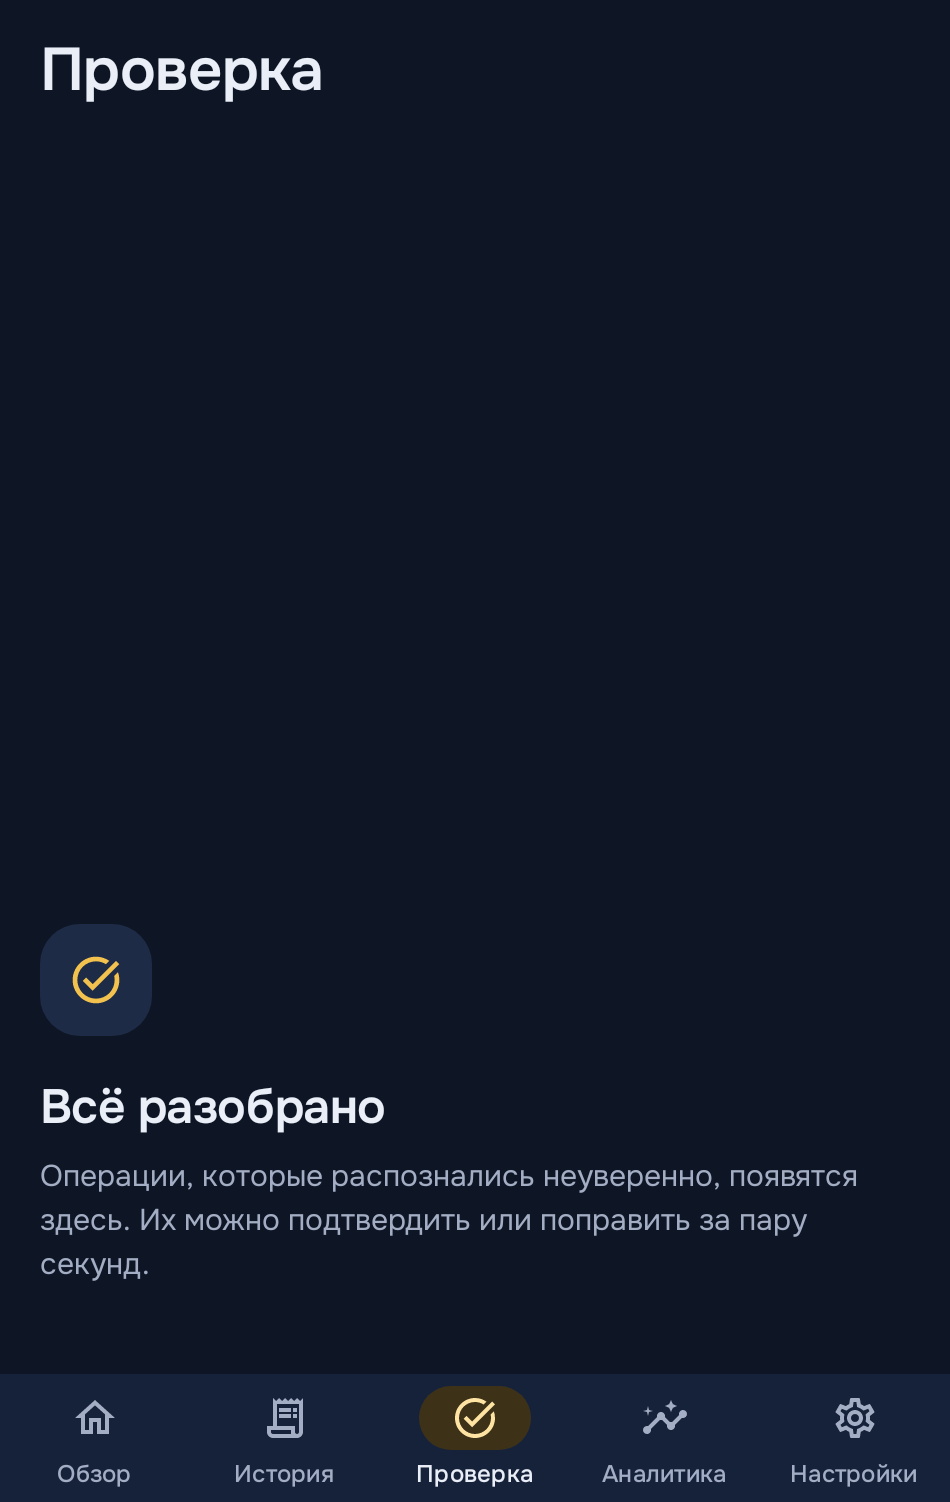 Проверка
Всё разобрано
Операции, которые распознались неуверенно, появятся
здесь. Их можно подтвердить или поправить за пару
секунд.
Обзор
История
Проверка
Аналитика
Настройки